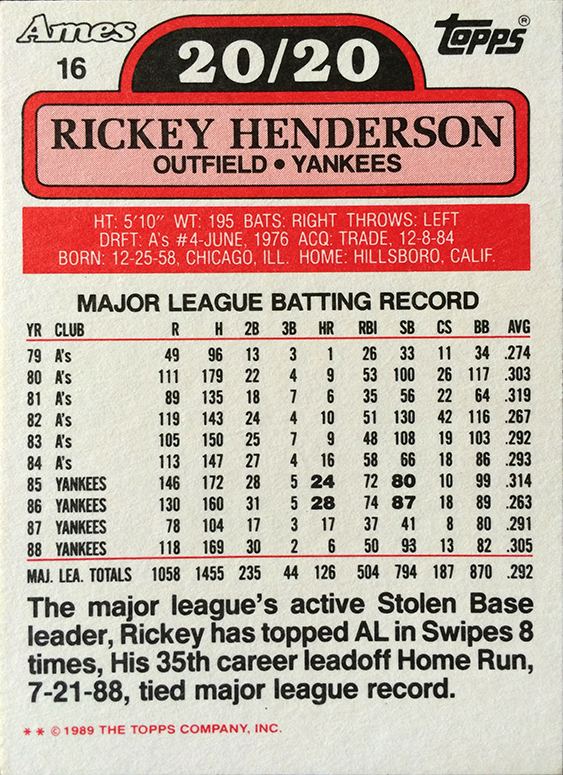 Ames
16
20/20
Topps®
RICKEY HENDERSON
OUTFIELD • YANKEES
HT: 5'10" WT: 195 BATS: RIGHT THROWS: LEFT
DRFT: A's #4-JUNE, 1976 ACQ: TRADE, 12-8-84
BORN: 12-25-58, CHICAGO, ILL. HOME: HILLSBORO, CALIF.
MAJOR LEAGUE BATTING RECORD
YR CLUB R H 2B 3B HR RBI SB CS BB AVG
79 A's 49 96 13 3 1 26 33 11 34 .274
80 A's 111 179 22 4 9 53 100 26 117 .303
81 A's 89 135 18 7 6 35 56 22 64 .319
82 A's 119 143 24 4 10 51 130 42 116 .267
83 A's 105 150 25 7 9 48 108 19 103 .292
84 A's 113 147 27 4 16 58 66 18 86 .293
85 YANKEES 146 172 28 5 24 72 80 10 99 .314
86 YANKEES 130 160 31 5 28 74 87 18 89 .263
87 YANKEES 78 104 17 3 17 37 41 8 80 .291
88 YANKEES 118 169 30 2 6 50 93 13 82 .305
MAJ. LEA. TOTALS 1058 1455 235 44 126 504 794 187 870 .292
The major league's active Stolen Base
leader, Rickey has topped AL in Swipes 8
times, His 35th career leadoff Home Run,
7-21-88, tied major league record.
** ©1989 THE TOPPS COMPANY, INC.